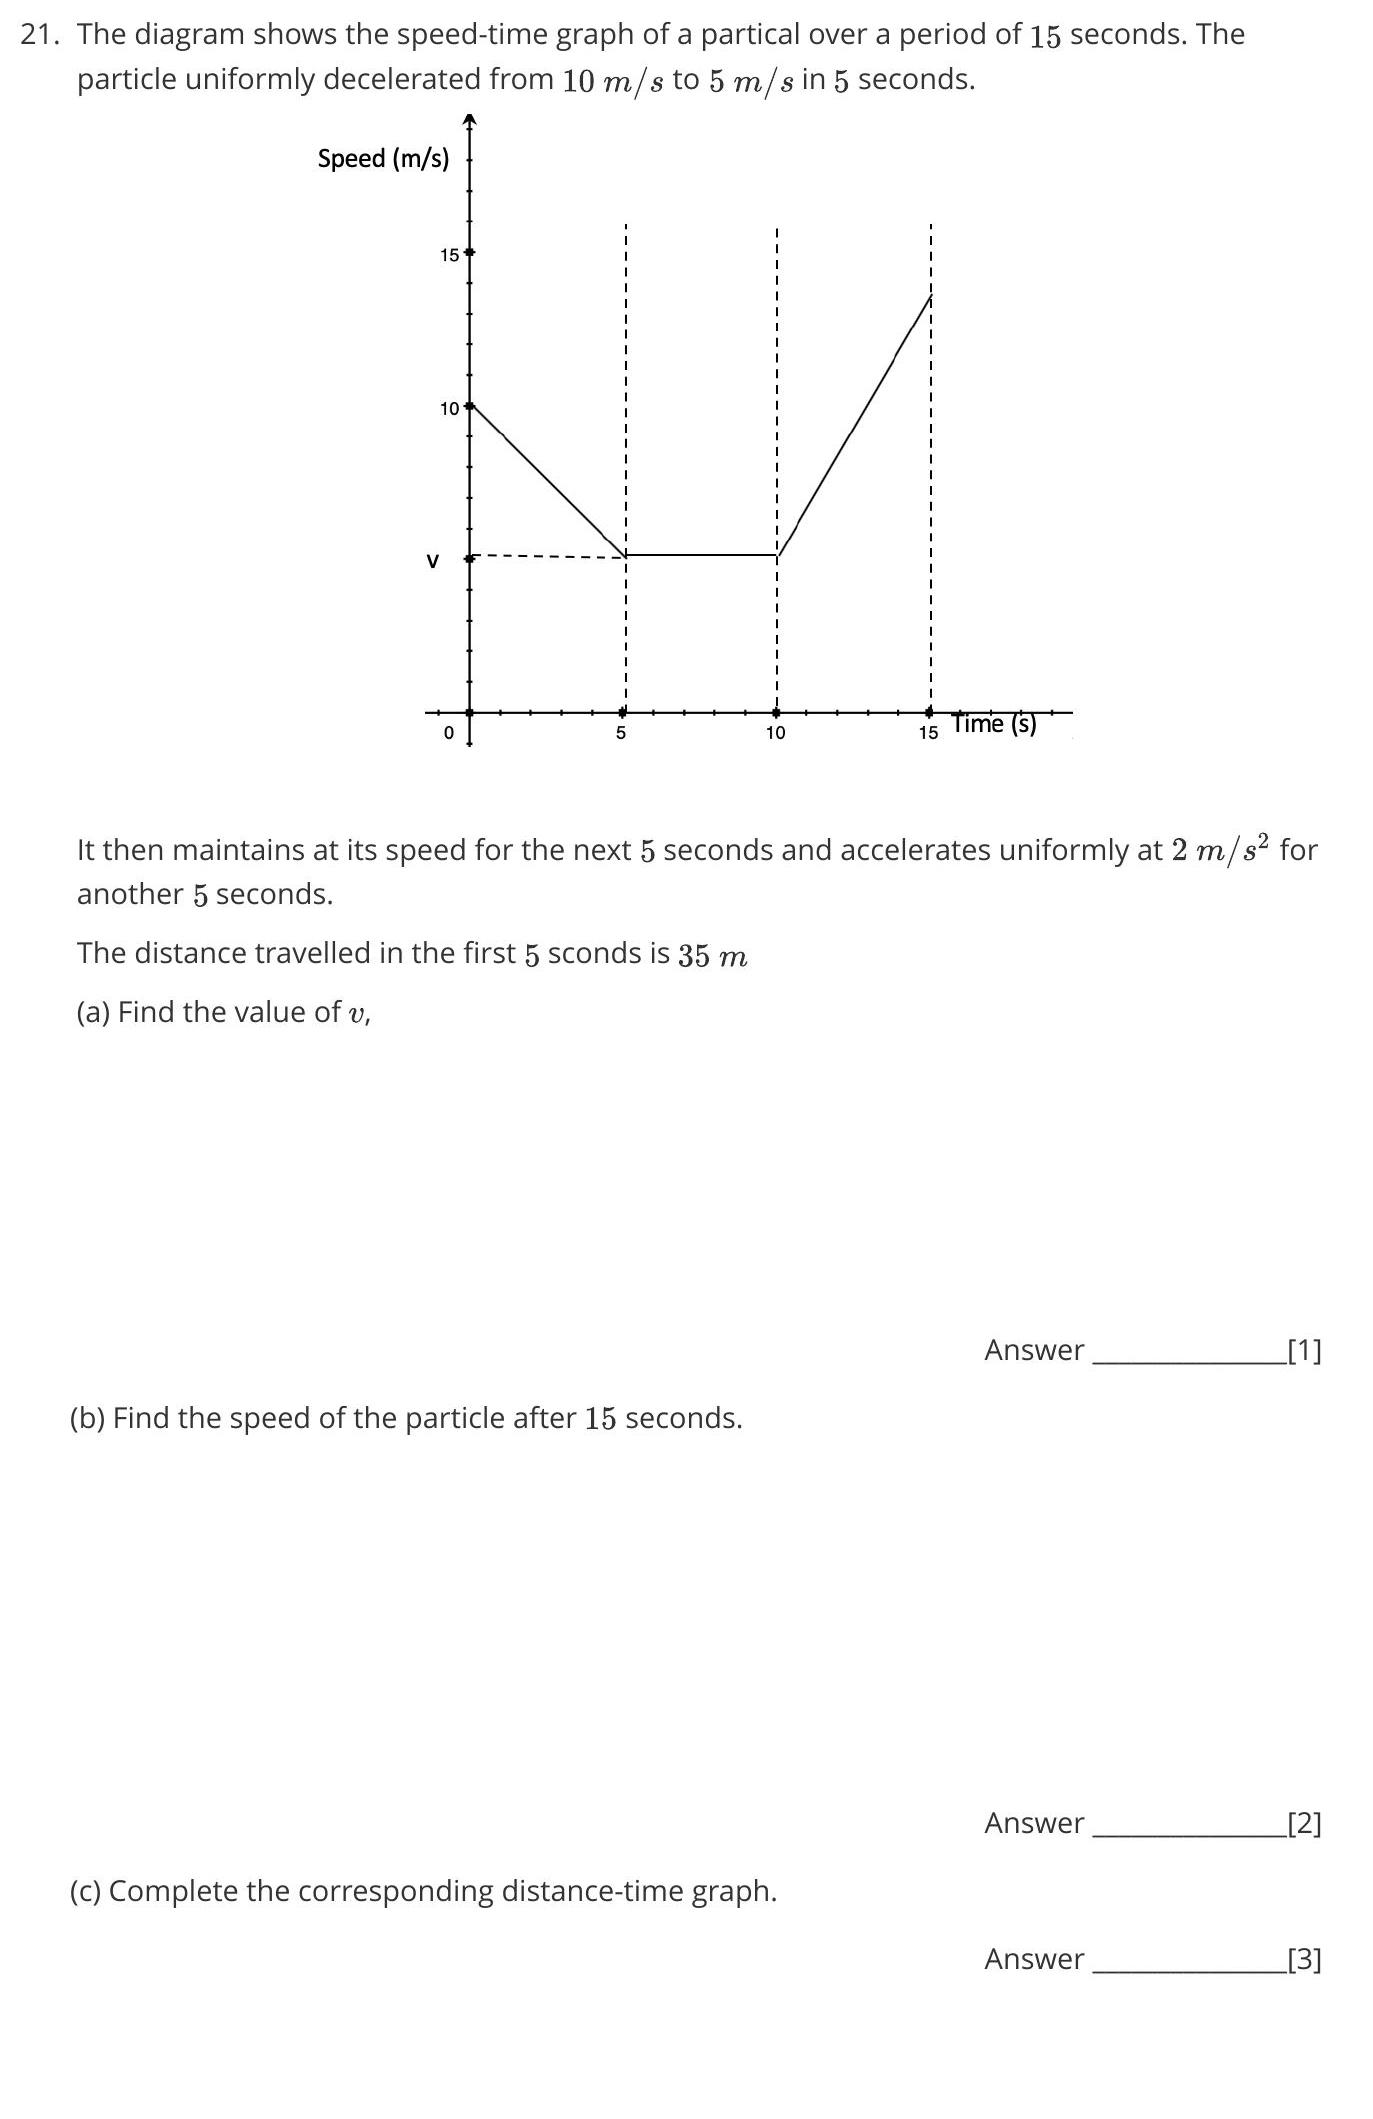 21. The diagram shows the speed-time graph of a partical over a period of 15 seconds. The
particle uniformly decelerated from 10 m/s to 5 m/s in 5 seconds.
Speed (m/s)
15
10
v
0 5 10 15 Time (s)
It then maintains at its speed for the next 5 seconds and accelerates uniformly at 2 m/s² for
another 5 seconds.
The distance travelled in the first 5 sconds is 35 m
(a) Find the value of v,
Answer ____________[1]
(b) Find the speed of the particle after 15 seconds.
Answer ____________[2]
(c) Complete the corresponding distance-time graph.
Answer ____________[3]